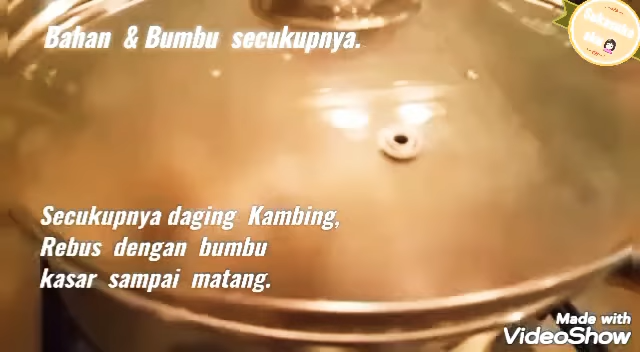 Bahan & Bumbu secukupnya.
Secukupnya daging Kambing,
Rebus dengan bumbu
kasar sampai matang.
Made with
VideoShow